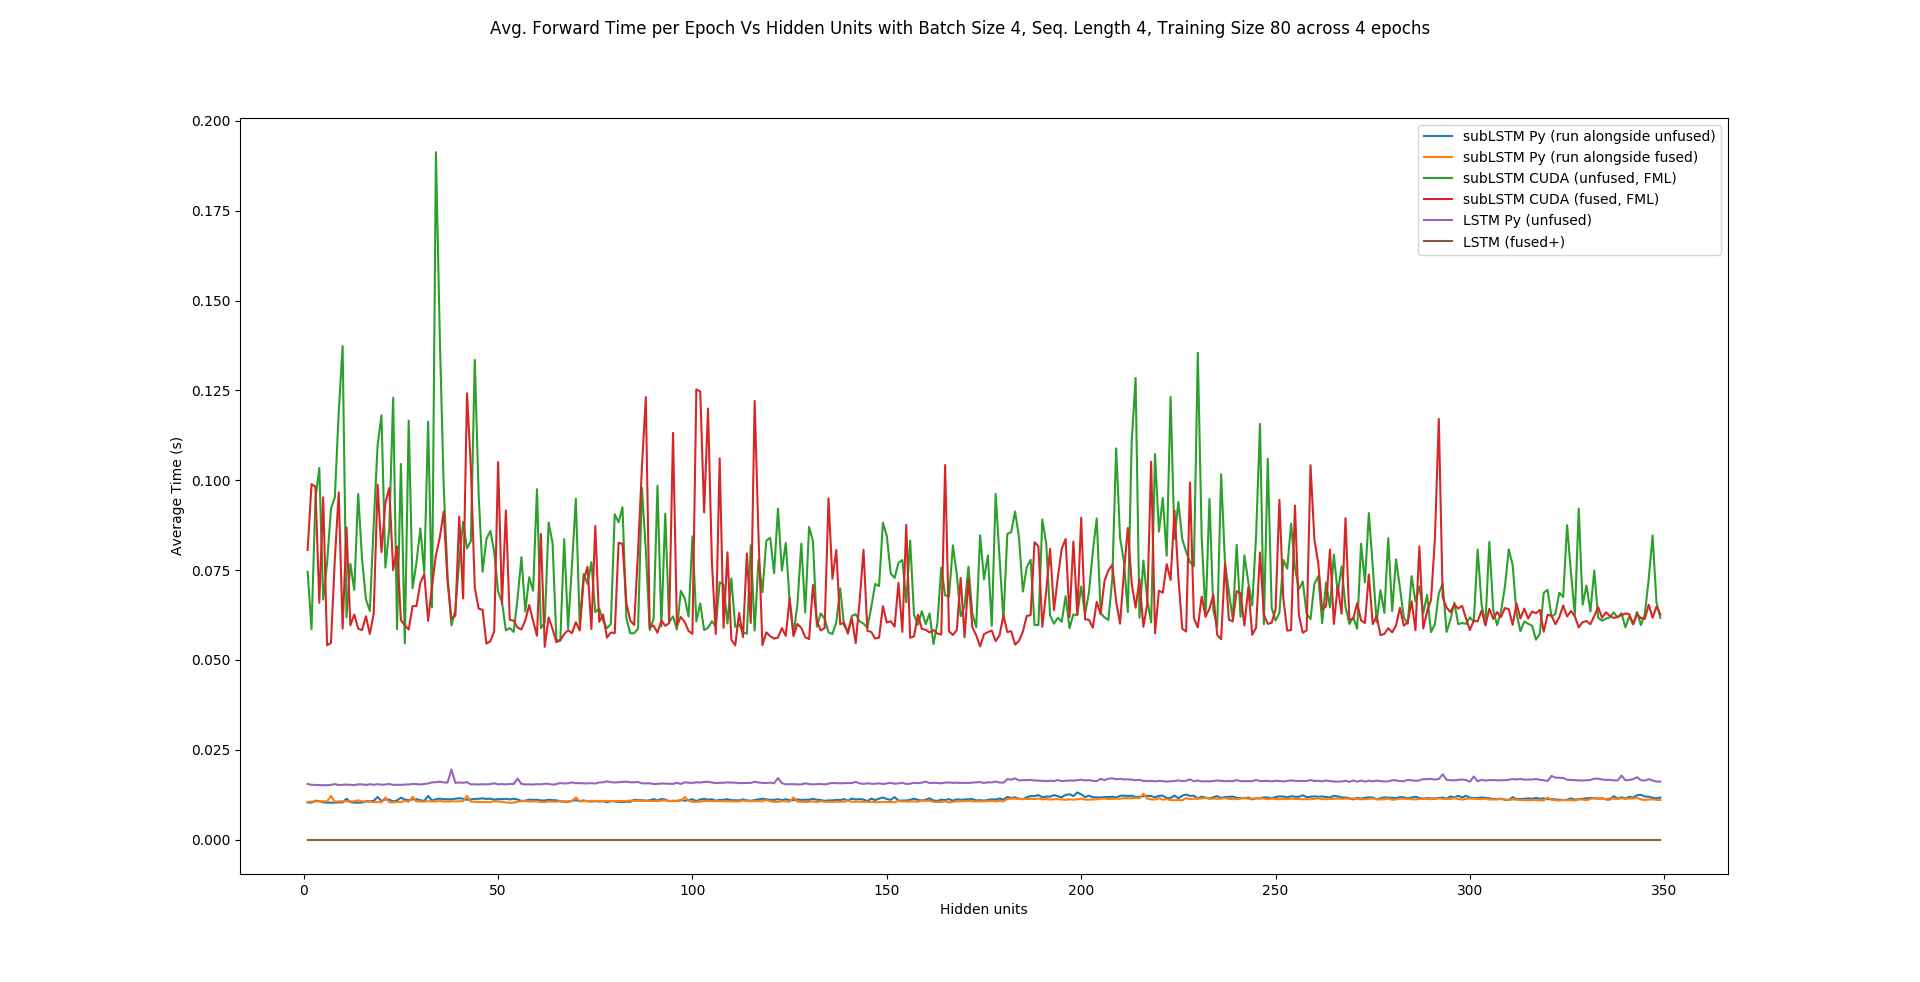 Avg. Forward Time per Epoch Vs Hidden Units with Batch Size 4, Seq. Length 4, Training Size 80 across 4 epochs
subLSTM Py (run alongside unfused)
subLSTM Py (run alongside fused)
subLSTM CUDA (unfused, FML)
subLSTM CUDA (fused, FML)
LSTM Py (unfused)
LSTM (fused+)
Average Time (s)
0.200
0.175
0.150
0.125
0.100
0.075
0.050
0.025
0.000
0 50 100 150 200 250 300 350
Hidden units